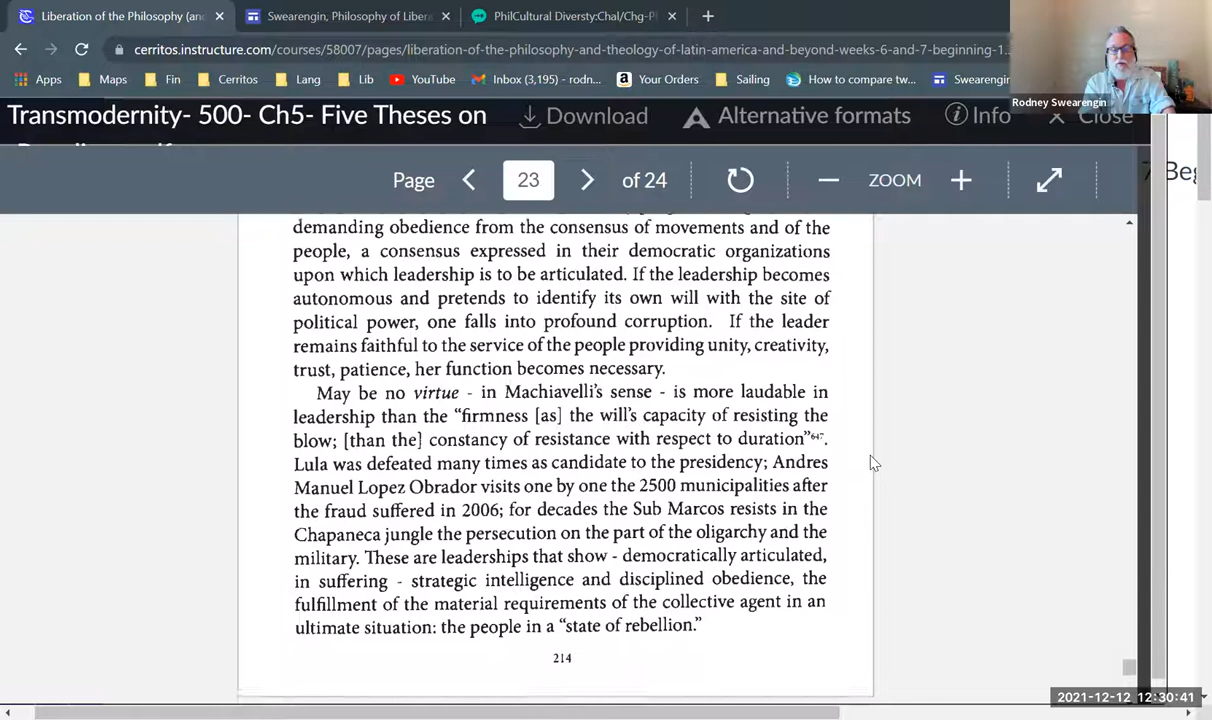 Liberation of the Philosophy (and
Swearengin, Philosophy of Libera
PhilCultural Diversty:Chal/Chg-P
cerritos.instructure.com/courses/58007/pages/liberation-of-the-philosophy-and-theology-of-latin-america-and-beyond-weeks-6-and-7-beginning-1...
Apps Maps Fin Cerritos Lang Lib YouTube Inbox (3,195) - rodn... Your Orders Sailing How to compare tw... Swearengin
Rodney Swearengin
Transmodernity- 500- Ch5- Five Theses on Download Alternative formats Info Close
Page 23 of 24 ZOOM
7 Beg
demanding obedience from the consensus of movements and of the
people, a consensus expressed in their democratic organizations
upon which leadership is to be articulated. If the leadership becomes
autonomous and pretends to identify its own will with the site of
political power, one falls into profound corruption. If the leader
remains faithful to the service of the people providing unity, creativity,
trust, patience, her function becomes necessary.
May be no virtue - in Machiavelli's sense - is more laudable in
leadership than the "firmness [as] the will's capacity of resisting the
blow; [than the] constancy of resistance with respect to duration"647.
Lula was defeated many times as candidate to the presidency; Andres
Manuel Lopez Obrador visits one by one the 2500 municipalities after
the fraud suffered in 2006; for decades the Sub Marcos resists in the
Chapaneca jungle the persecution on the part of the oligarchy and the
military. These are leaderships that show - democratically articulated,
in suffering - strategic intelligence and disciplined obedience, the
fulfillment of the material requirements of the collective agent in an
ultimate situation: the people in a "state of rebellion."
214
2021-12-12 12:30:41